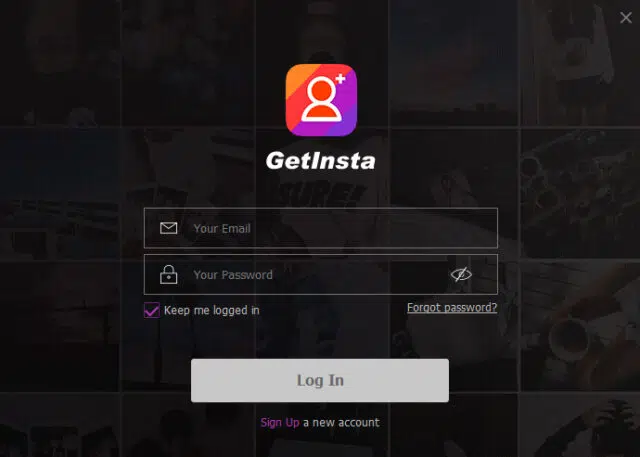 GetInsta
Your Email
Your Password
Keep me logged in
Forgot password?
Log In
Sign Up a new account